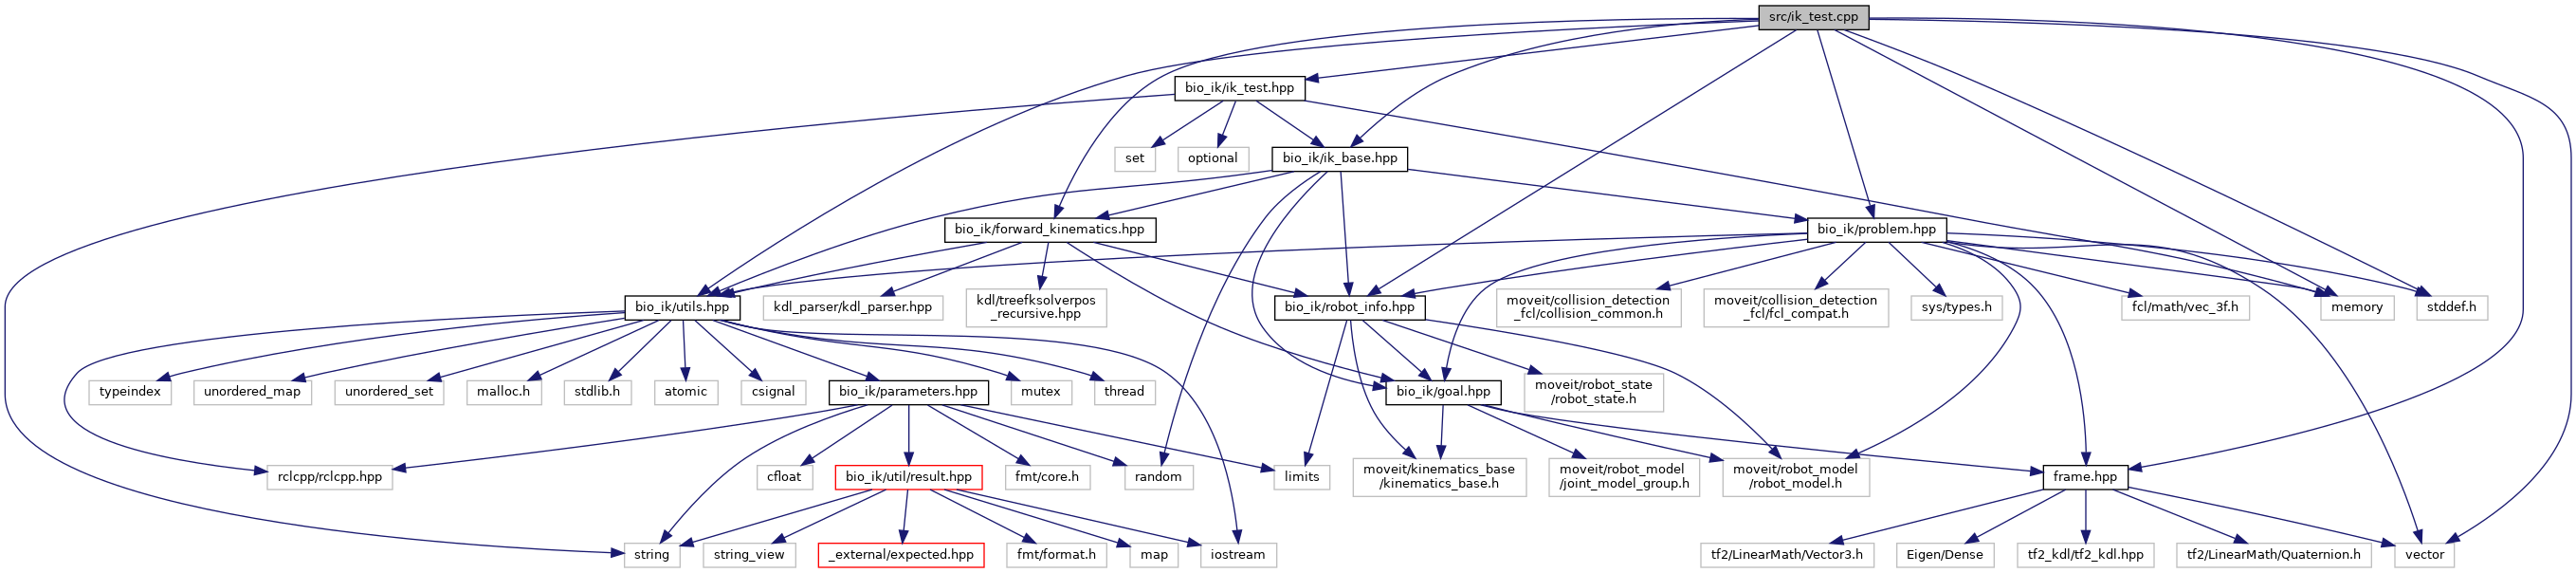 src/ik_test.cpp
bio_ik/ik_test.hpp
set
optional
bio_ik/ik_base.hpp
bio_ik/forward_kinematics.hpp
bio_ik/problem.hpp
bio_ik/utils.hpp
kdl_parser/kdl_parser.hpp
kdl/treefksolverpos
_recursive.hpp
bio_ik/robot_info.hpp
moveit/collision_detection
_fcl/collision_common.h
moveit/collision_detection
_fcl/fcl_compat.h
sys/types.h
fcl/math/vec_3f.h
memory
stddef.h
typeindex
unordered_map
unordered_set
malloc.h
stdlib.h
atomic
csignal
bio_ik/parameters.hpp
mutex
thread
bio_ik/goal.hpp
moveit/robot_state
/robot_state.h
rclcpp/rclcpp.hpp
cfloat
bio_ik/util/result.hpp
fmt/core.h
random
limits
moveit/kinematics_base
/kinematics_base.h
moveit/robot_model
/joint_model_group.h
moveit/robot_model
/robot_model.h
frame.hpp
string
string_view
_external/expected.hpp
fmt/format.h
map
iostream
tf2/LinearMath/Vector3.h
Eigen/Dense
tf2_kdl/tf2_kdl.hpp
tf2/LinearMath/Quaternion.h
vector